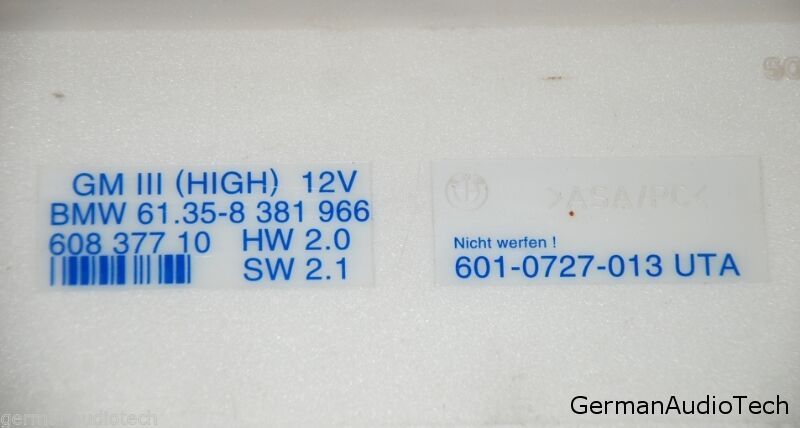 GM III (HIGH) 12V
BMW 61.35-8 381 966
608 377 10 HW 2.0
SW 2.1
>ASA/PC<
Nicht werfen !
601-0727-013 UTA
germanaudiotech
GermanAudioTech